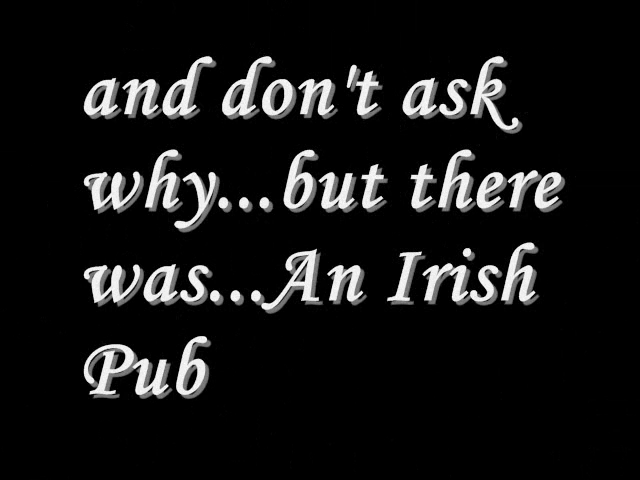 and don't ask
why...but there
was...An Irish
Pub